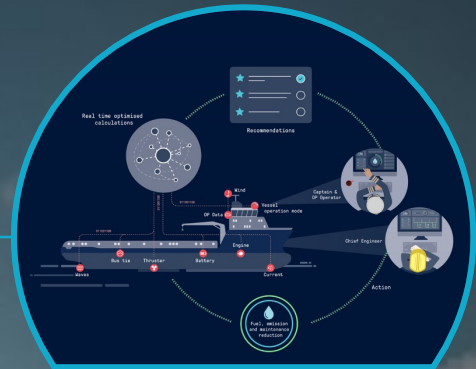 Real time optimised
calculations
Recommendations
Wind
DP Data
Vessel
operation mode
Captain &
DP Operator
Chief Engineer
Engine
Bus tie
Thruster
Battery
Waves
Current
Action
Fuel, emission
and maintenance
reduction